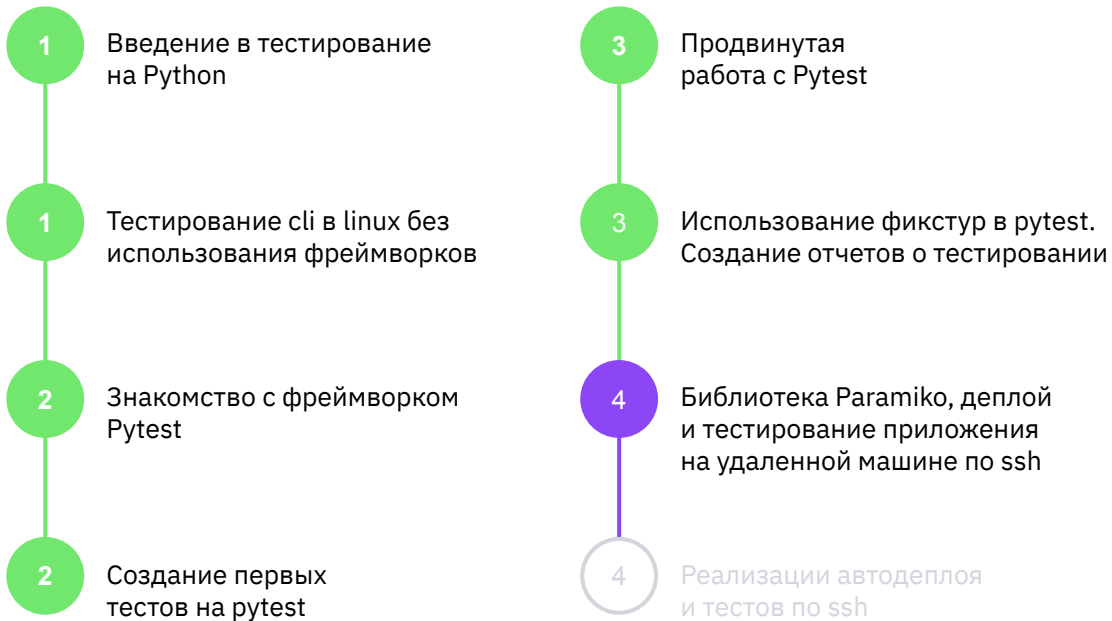 1
Введение в тестирование
на Python
1
Тестирование cli в linux без
использования фреймворков
2
Знакомство с фреймворком
Pytest
2
Создание первых
тестов на pytest
3
Продвинутая
работа с Pytest
3
Использование фикстур в pytest.
Создание отчетов о тестировании
4
Библиотека Paramiko, деплой
и тестирование приложения
на удаленной машине по ssh
4
Реализации автодеплоя
и тестов по ssh